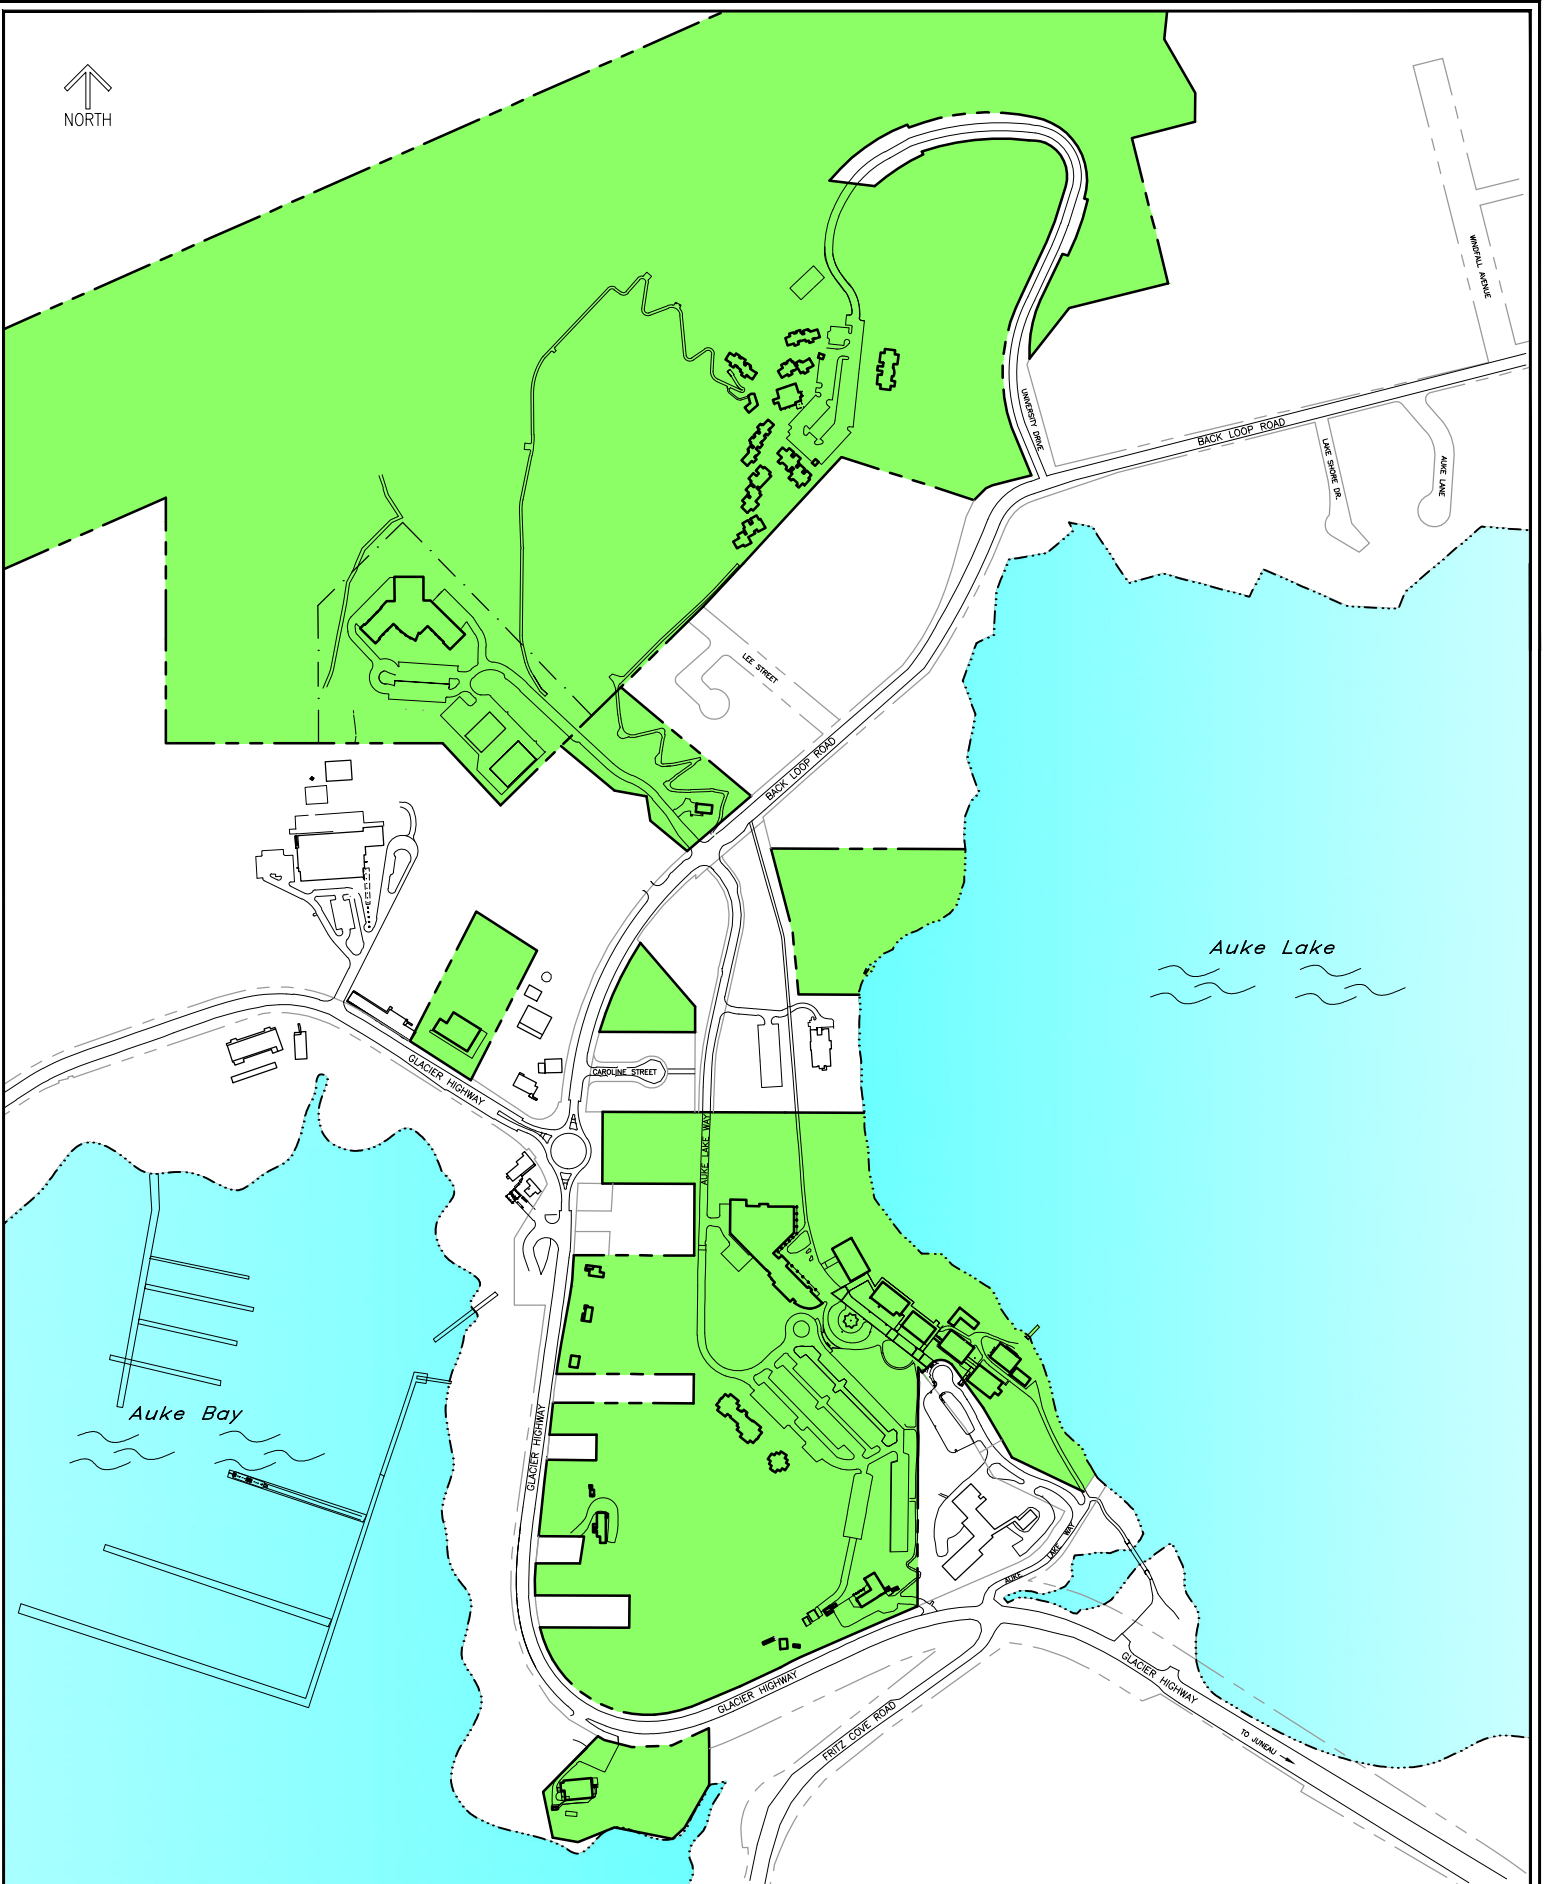 NORTH
WINDFALL AVENUE
UNIVERSITY DRIVE
BACK LOOP ROAD
LAKE SHORE DR.
AUKE LANE
LEE STREET
BACK LOOP ROAD
Auke Lake
GLACIER HIGHWAY
CAROLINE STREET
AUKE LAKE WAY
Auke Bay
GLACIER HIGHWAY
AUKE LAKE WAY
GLACIER HIGHWAY
GLACIER HIGHWAY
FRITZ COVE ROAD
TO JUNEAU